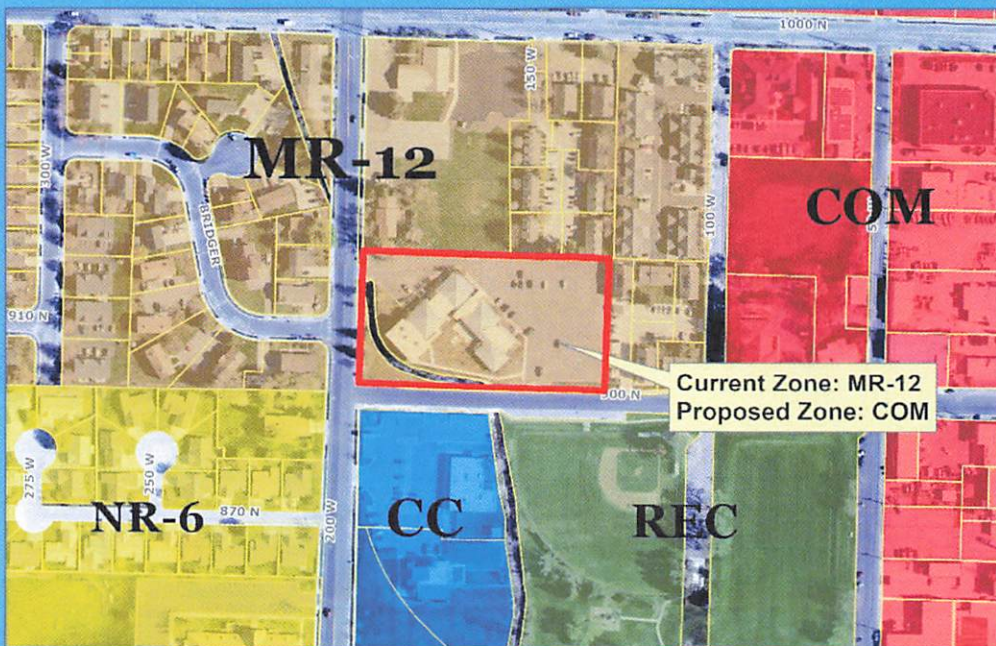 1000 N
150 W
MR-12
300 W
BRIDGER
100 W
COM
910 N
Current Zone: MR-12
Proposed Zone: COM
275 W
250 W
NR-6
870 N
200 W
CC
REC